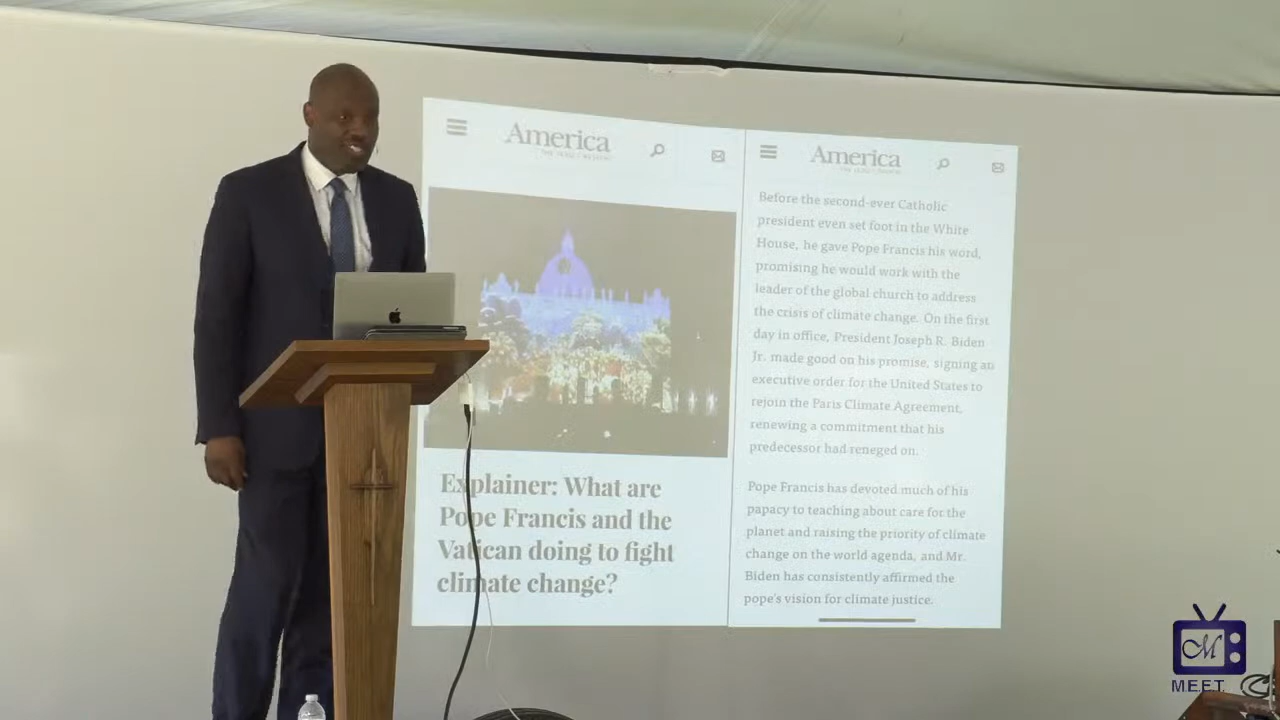 America
THE JESUIT REVIEW
Explainer: What are
Pope Francis and the
Vatican doing to fight
climate change?
America
THE JESUIT REVIEW
Before the second-ever Catholic
president even set foot in the White
House, he gave Pope Francis his word,
promising he would work with the
leader of the global church to address
the crisis of climate change. On the first
day in office, President Joseph R. Biden
Jr. made good on his promise, signing an
executive order for the United States to
rejoin the Paris Climate Agreement,
renewing a commitment that his
predecessor had reneged on.
Pope Francis has devoted much of his
papacy to teaching about care for the
planet and raising the priority of climate
change on the world agenda, and Mr.
Biden has consistently affirmed the
pope's vision for climate justice.
M
M.E.E.T.